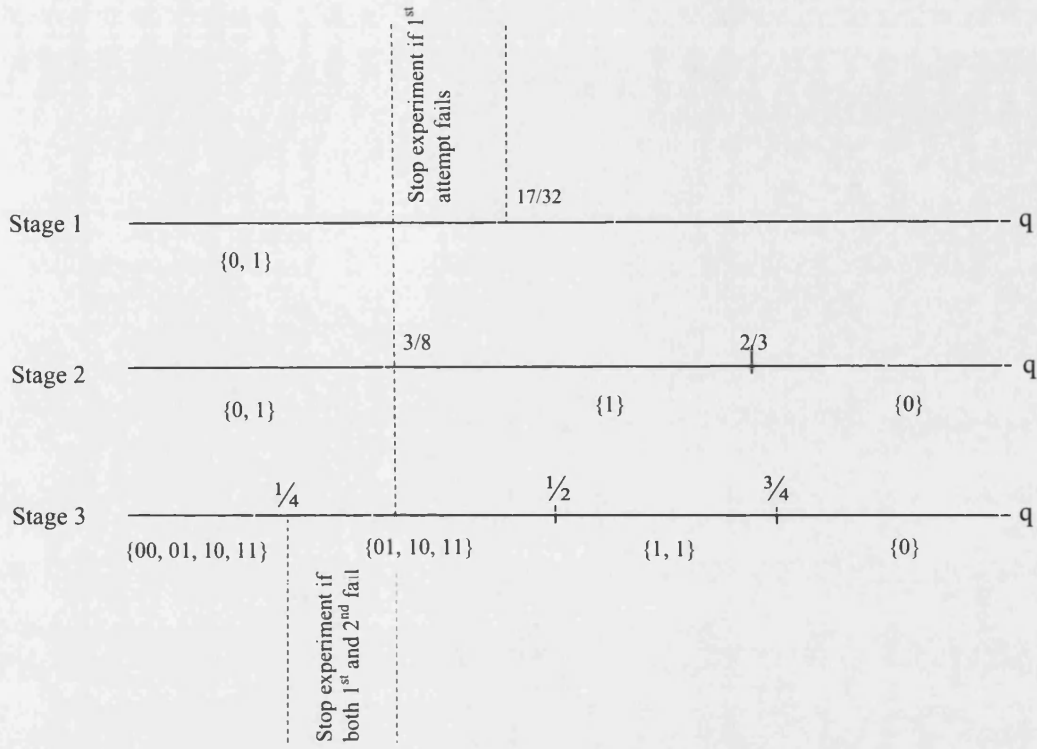 Stop experiment if 1st
attempt fails
17/32
Stage 1
q
{0, 1}
3/8
2/3
Stage 2
q
{0, 1}
{1}
{0}
1/4
1/2
3/4
Stage 3
q
{00, 01, 10, 11}
{01, 10, 11}
{1, 1}
{0}
Stop experiment if
both 1st and 2nd fail